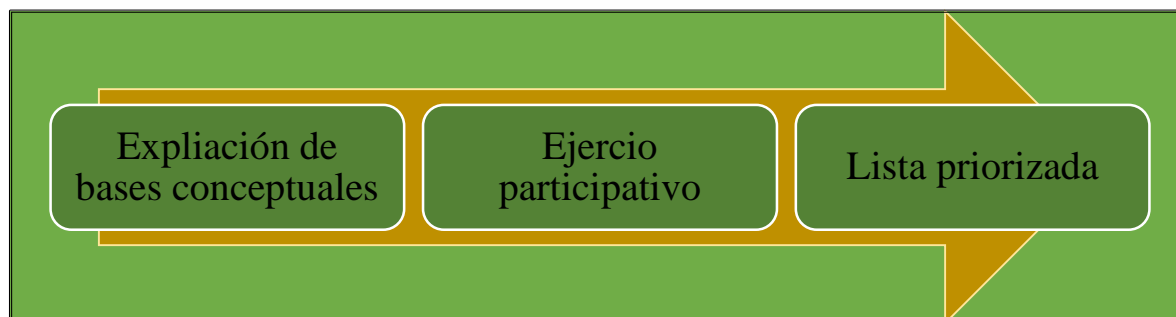 Expliación de
bases conceptuales
Ejercio
participativo
Lista priorizada